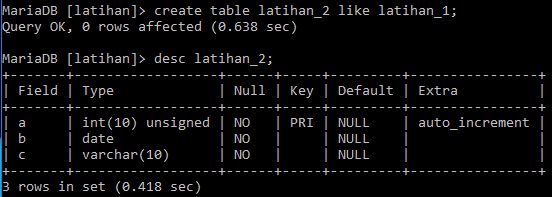 MariaDB [latihan]> create table latihan_2 like latihan_1;
Query OK, 0 rows affected (0.638 sec)
MariaDB [latihan]> desc latihan_2;
+-------+------------------+------+-----+---------+----------------+
| Field | Type             | Null | Key | Default | Extra          |
+-------+------------------+------+-----+---------+----------------+
| a     | int(10) unsigned | NO   | PRI | NULL    | auto_increment |
| b     | date             | NO   |     | NULL    |                |
| c     | varchar(10)      | NO   |     | NULL    |                |
+-------+------------------+------+-----+---------+----------------+
3 rows in set (0.418 sec)